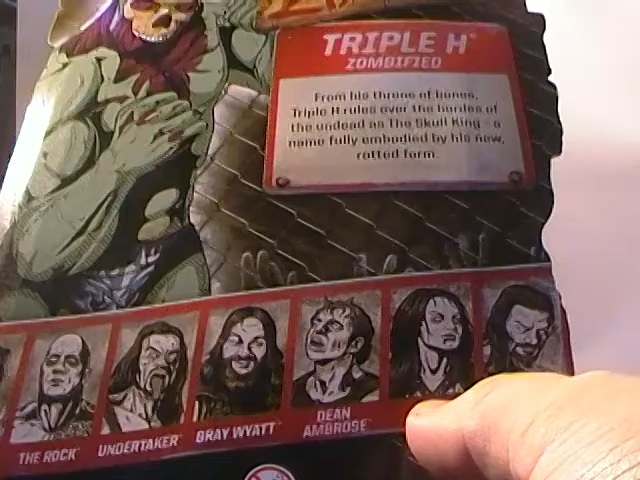 TRIPLE H
ZOMBIFIED
From his throne of bones,
Triple H rules over the hordes of
the undead as The Skull King - a
name fully embodied by his new,
rotted form.
THE ROCK
UNDERTAKER
BRAY WYATT
DEAN
AMBROSE